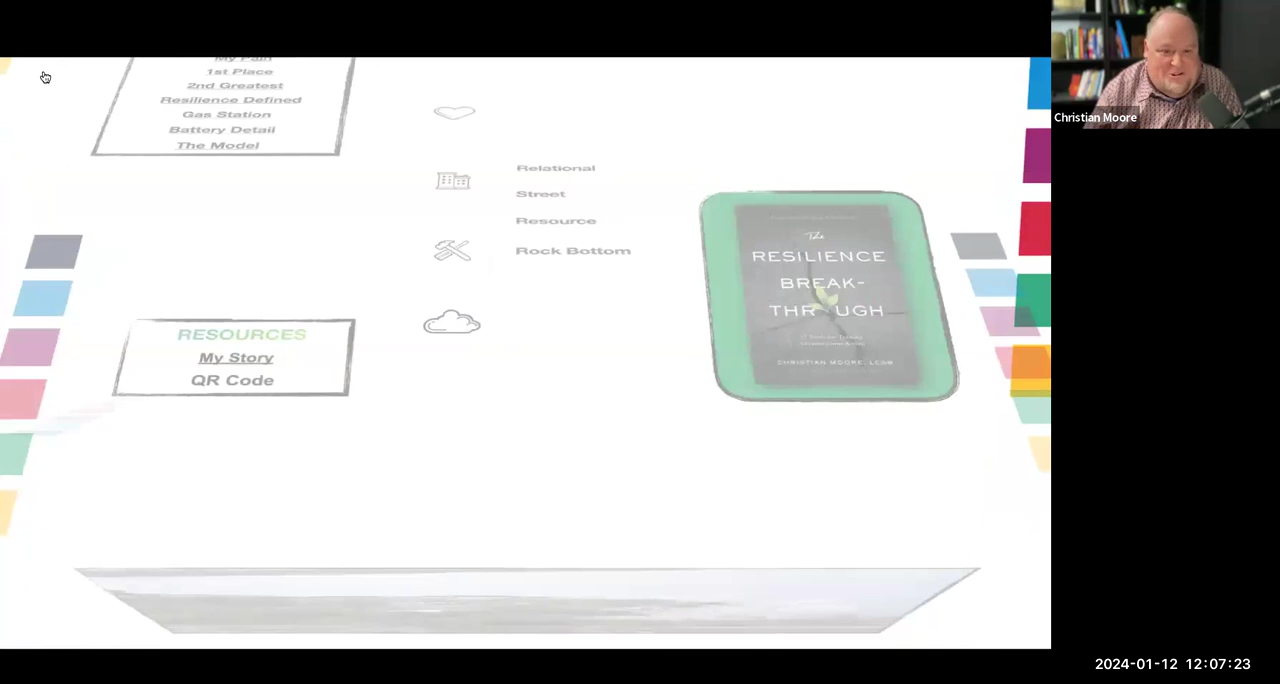 My Pain
1st Place
2nd Greatest
Resilience Defined
Gas Station
Battery Detail
The Model
Relational
Street
Resource
Rock Bottom
RESOURCES
My Story
QR Code
The
RESILIENCE
BREAK-
THR UGH
CHRISTIAN MOORE, LCSW
Christian Moore
2024-01-12 12:07:23